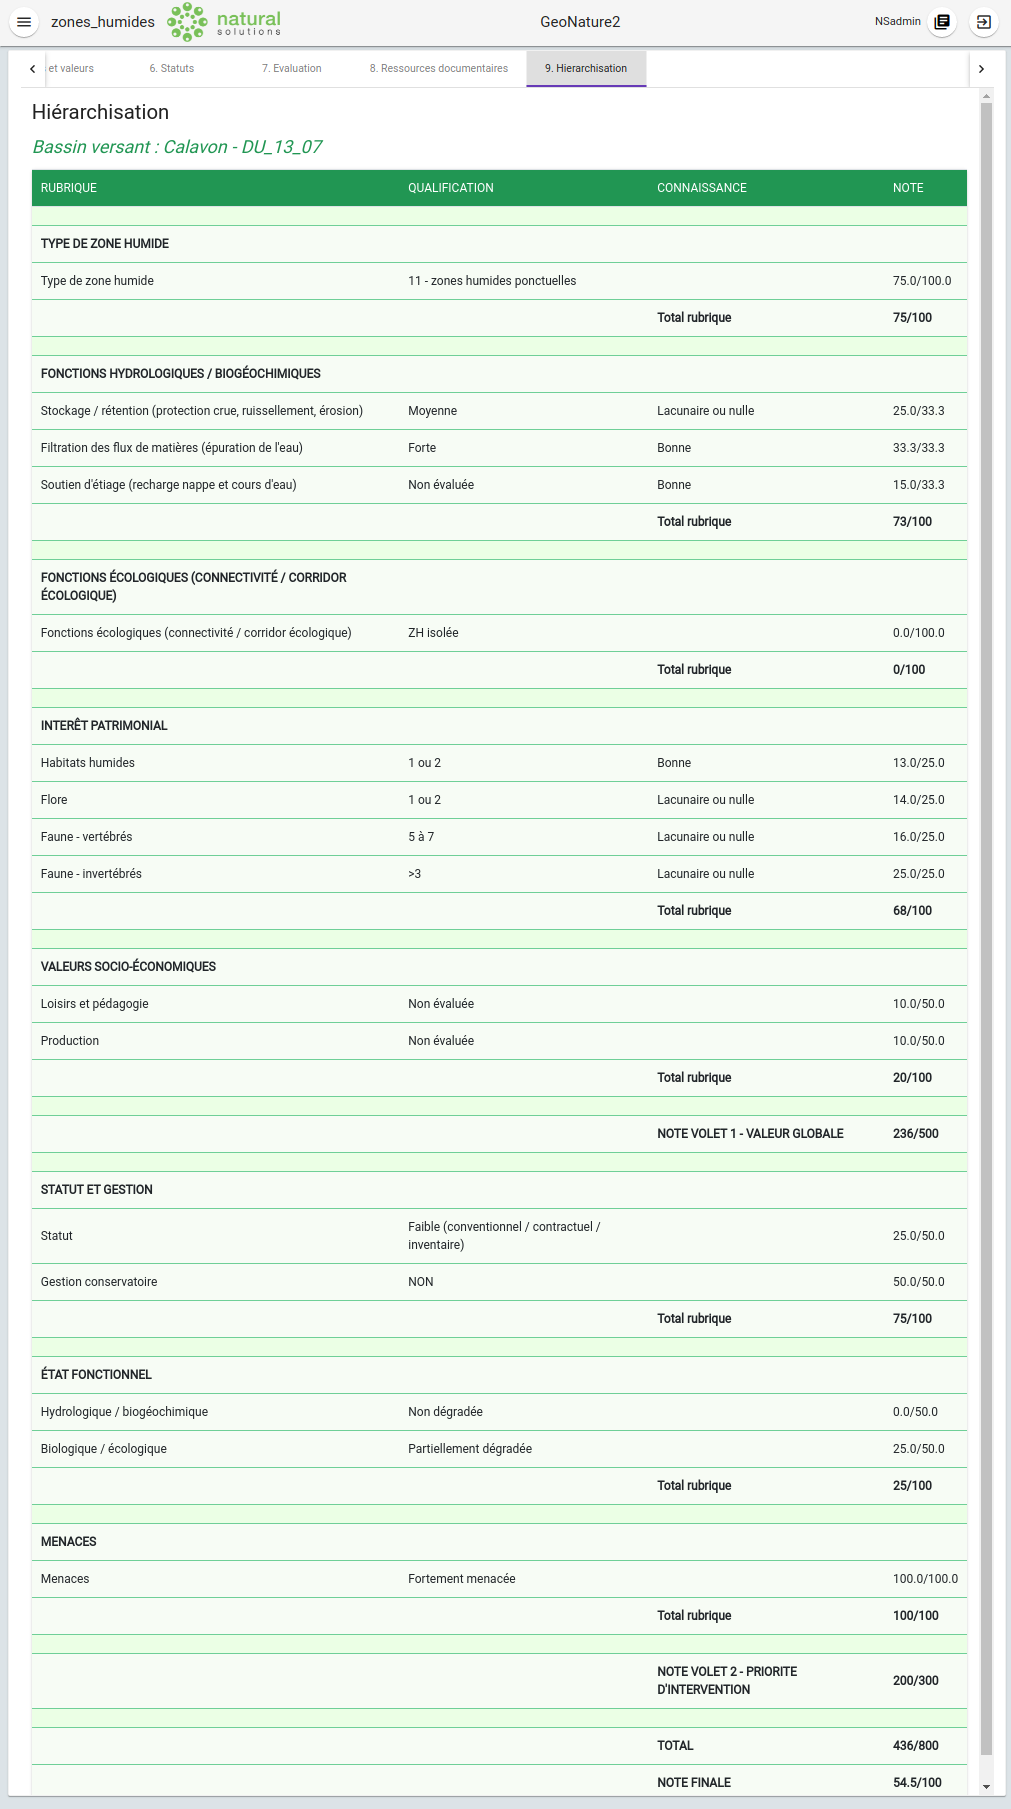 zones_humides
natural
solutions
GeoNature2
NSadmin
et valeurs
6. Statuts
7. Evaluation
8. Ressources documentaires
9. Hierarchisation
Hiérarchisation
Bassin versant : Calavon - DU_13_07
RUBRIQUE QUALIFICATION CONNAISSANCE NOTE
TYPE DE ZONE HUMIDE
Type de zone humide 11 - zones humides ponctuelles 75.0/100.0
Total rubrique 75/100
FONCTIONS HYDROLOGIQUES / BIOGÉOCHIMIQUES
Stockage / rétention (protection crue, ruissellement, érosion) Moyenne Lacunaire ou nulle 25.0/33.3
Filtration des flux de matières (épuration de l'eau) Forte Bonne 33.3/33.3
Soutien d'étiage (recharge nappe et cours d'eau) Non évaluée Bonne 15.0/33.3
Total rubrique 73/100
FONCTIONS ÉCOLOGIQUES (CONNECTIVITÉ / CORRIDOR
ÉCOLOGIQUE)
Fonctions écologiques (connectivité / corridor écologique) ZH isolée 0.0/100.0
Total rubrique 0/100
INTERÊT PATRIMONIAL
Habitats humides 1 ou 2 Bonne 13.0/25.0
Flore 1 ou 2 Lacunaire ou nulle 14.0/25.0
Faune - vertébrés 5 à 7 Lacunaire ou nulle 16.0/25.0
Faune - invertébrés >3 Lacunaire ou nulle 25.0/25.0
Total rubrique 68/100
VALEURS SOCIO-ÉCONOMIQUES
Loisirs et pédagogie Non évaluée 10.0/50.0
Production Non évaluée 10.0/50.0
Total rubrique 20/100
NOTE VOLET 1 - VALEUR GLOBALE 236/500
STATUT ET GESTION
Statut Faible (conventionnel / contractuel /
inventaire) 25.0/50.0
Gestion conservatoire NON 50.0/50.0
Total rubrique 75/100
ÉTAT FONCTIONNEL
Hydrologique / biogéochimique Non dégradée 0.0/50.0
Biologique / écologique Partiellement dégradée 25.0/50.0
Total rubrique 25/100
MENACES
Menaces Fortement menacée 100.0/100.0
Total rubrique 100/100
NOTE VOLET 2 - PRIORITE
D'INTERVENTION 200/300
TOTAL 436/800
NOTE FINALE 54.5/100